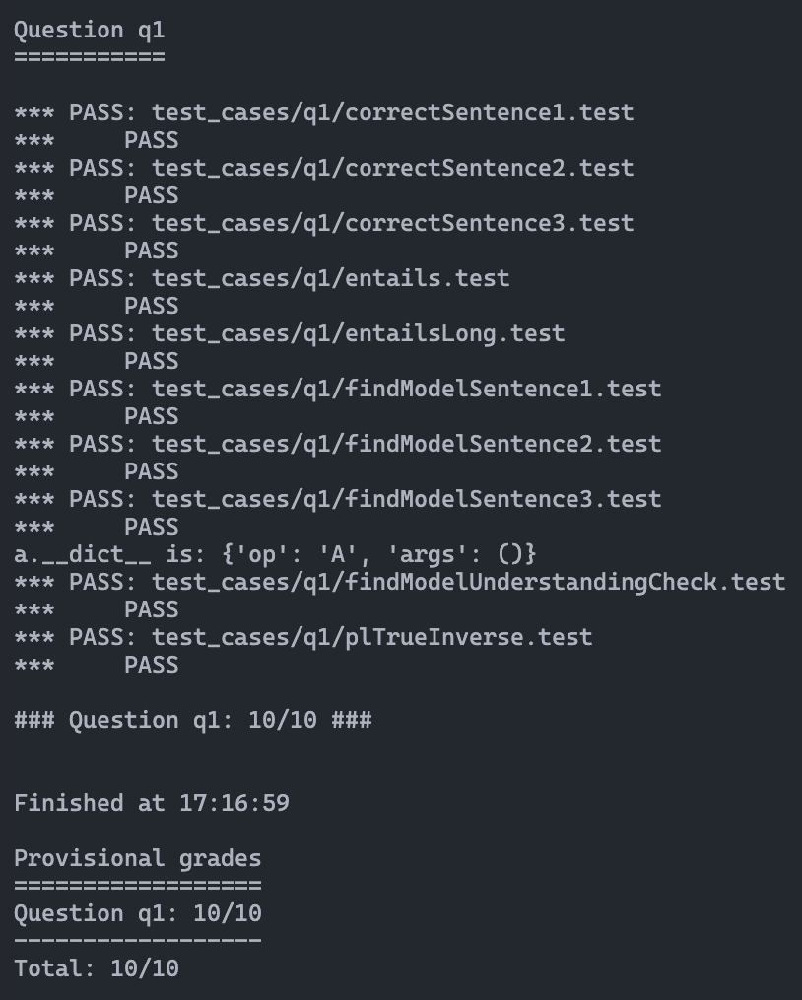 Question q1
===========
*** PASS: test_cases/q1/correctSentence1.test
***     PASS
*** PASS: test_cases/q1/correctSentence2.test
***     PASS
*** PASS: test_cases/q1/correctSentence3.test
***     PASS
*** PASS: test_cases/q1/entails.test
***     PASS
*** PASS: test_cases/q1/entailsLong.test
***     PASS
*** PASS: test_cases/q1/findModelSentence1.test
***     PASS
*** PASS: test_cases/q1/findModelSentence2.test
***     PASS
*** PASS: test_cases/q1/findModelSentence3.test
***     PASS
a.__dict__ is: {'op': 'A', 'args': ()}
*** PASS: test_cases/q1/findModelUnderstandingCheck.test
***     PASS
*** PASS: test_cases/q1/plTrueInverse.test
***     PASS
### Question q1: 10/10 ###
Finished at 17:16:59
Provisional grades
==================
Question q1: 10/10
------------------
Total: 10/10